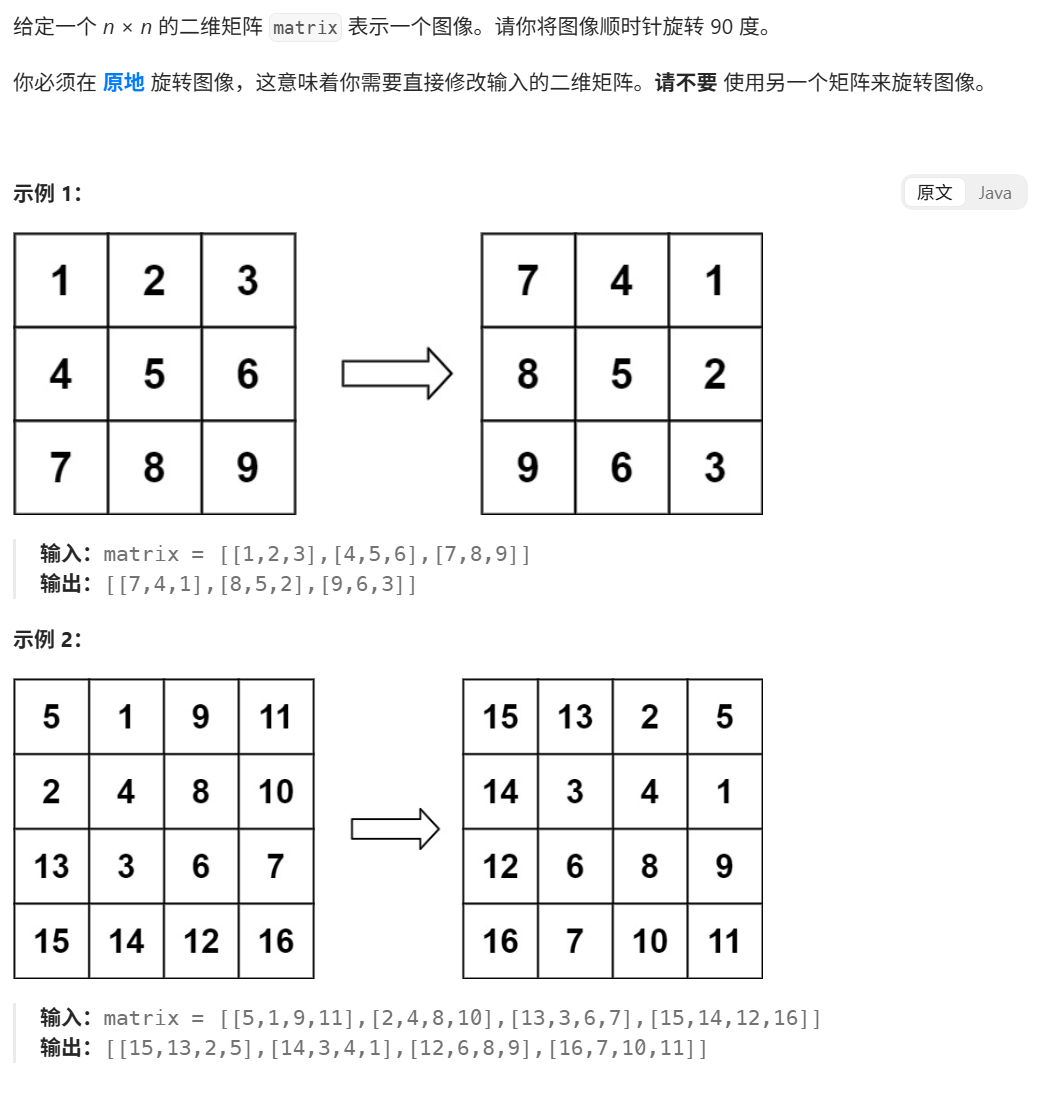 给定一个 n × n 的二维矩阵 matrix 表示一个图像。请你将图像顺时针旋转 90 度。
你必须在 原地 旋转图像，这意味着你需要直接修改输入的二维矩阵。请不要 使用另一个矩阵来旋转图像。
示例 1：
原文 Java
1 2 3 7 4 1
4 5 6 8 5 2
7 8 9 9 6 3
输入：matrix = [[1,2,3],[4,5,6],[7,8,9]]
输出：[[7,4,1],[8,5,2],[9,6,3]]
示例 2：
5 1 9 11 15 13 2 5
2 4 8 10 14 3 4 1
13 3 6 7 12 6 8 9
15 14 12 16 16 7 10 11
输入：matrix = [[5,1,9,11],[2,4,8,10],[13,3,6,7],[15,14,12,16]]
输出：[[15,13,2,5],[14,3,4,1],[12,6,8,9],[16,7,10,11]]